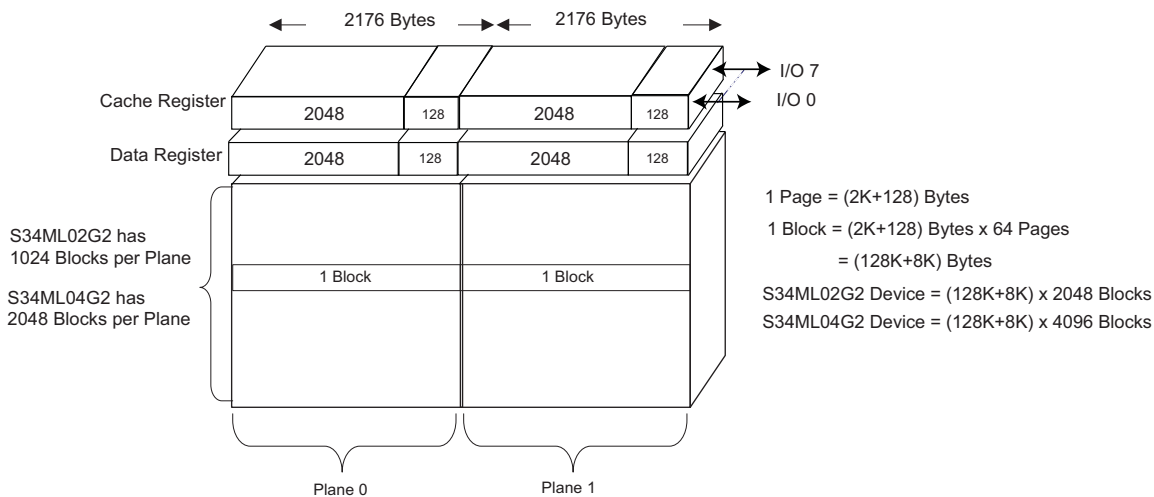 2176 Bytes
2176 Bytes
I/O 7
I/O 0
Cache Register
2048
128
2048
128
Data Register
2048
128
2048
128
S34ML02G2 has
1024 Blocks per Plane
S34ML04G2 has
2048 Blocks per Plane
1 Block
1 Block
1 Page = (2K+128) Bytes
1 Block = (2K+128) Bytes x 64 Pages
= (128K+8K) Bytes
S34ML02G2 Device = (128K+8K) x 2048 Blocks
S34ML04G2 Device = (128K+8K) x 4096 Blocks
Plane 0
Plane 1